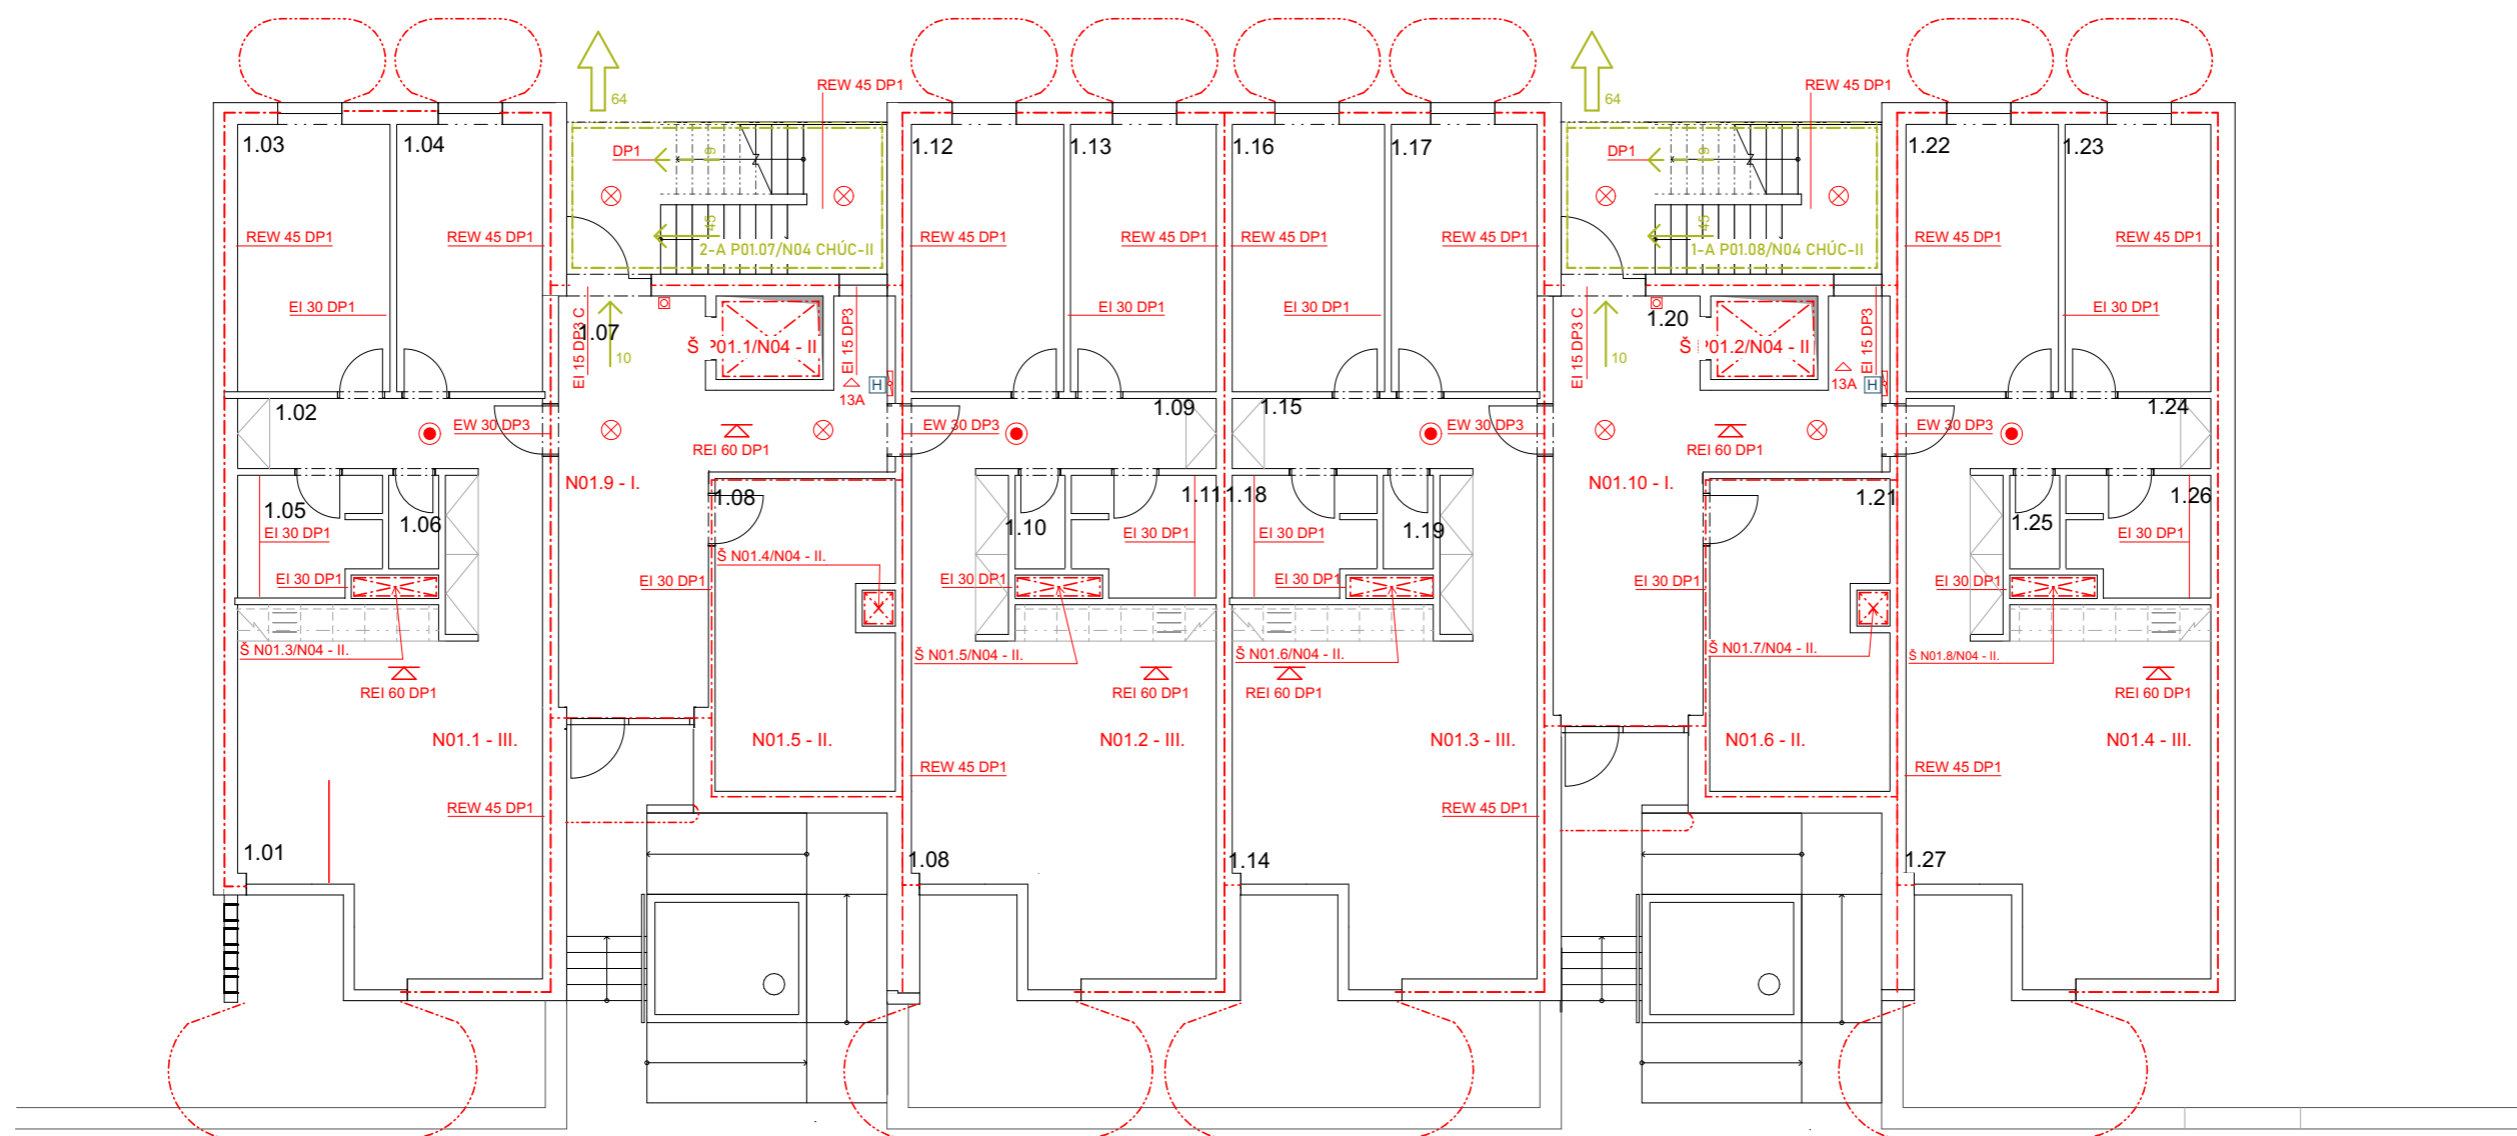 64
64
REW 45 DP1
REW 45 DP1
1.03
1.04
DP1
9
1.12
1.13
1.16
1.17
DP1
9
1.22
1.23
REW 45 DP1
REW 45 DP1
45
REW 45 DP1
REW 45 DP1
REW 45 DP1
REW 45 DP1
45
REW 45 DP1
REW 45 DP1
2-A P01.07/N04 CHÚC-II
1-A P01.08/N04 CHÚC-II
EI 30 DP1
EI 30 DP1
EI 30 DP1
EI 30 DP1
1.07
1.20
EI 15 DP3 C
10
Š P01.1/N04 - II
EI 15 DP3
EI 15 DP3 C
10
Š P01.2/N04 - II
EI 15 DP3
H
13A
13A
H
1.02
1.09
1.15
1.24
EW 30 DP3
EW 30 DP3
EW 30 DP3
EW 30 DP3
REI 60 DP1
REI 60 DP1
N01.9 - I.
N01.10 - I.
1.05
1.06
1.08
1.10
1.11
1.18
1.19
1.21
1.25
1.26
EI 30 DP1
EI 30 DP1
EI 30 DP1
Š N01.4/N04 - II.
EI 30 DP1
EI 30 DP1
EI 30 DP1
EI 30 DP1
EI 30 DP1
EI 30 DP1
EI 30 DP1
Š N01.3/N04 - II.
Š N01.5/N04 - II.
Š N01.6/N04 - II.
Š N01.7/N04 - II.
Š N01.8/N04 - II.
REI 60 DP1
REI 60 DP1
REI 60 DP1
REI 60 DP1
N01.1 - III.
N01.5 - II.
N01.2 - III.
N01.3 - III.
N01.6 - II.
N01.4 - III.
REW 45 DP1
REW 45 DP1
REW 45 DP1
REW 45 DP1
1.01
1.08
1.14
1.27